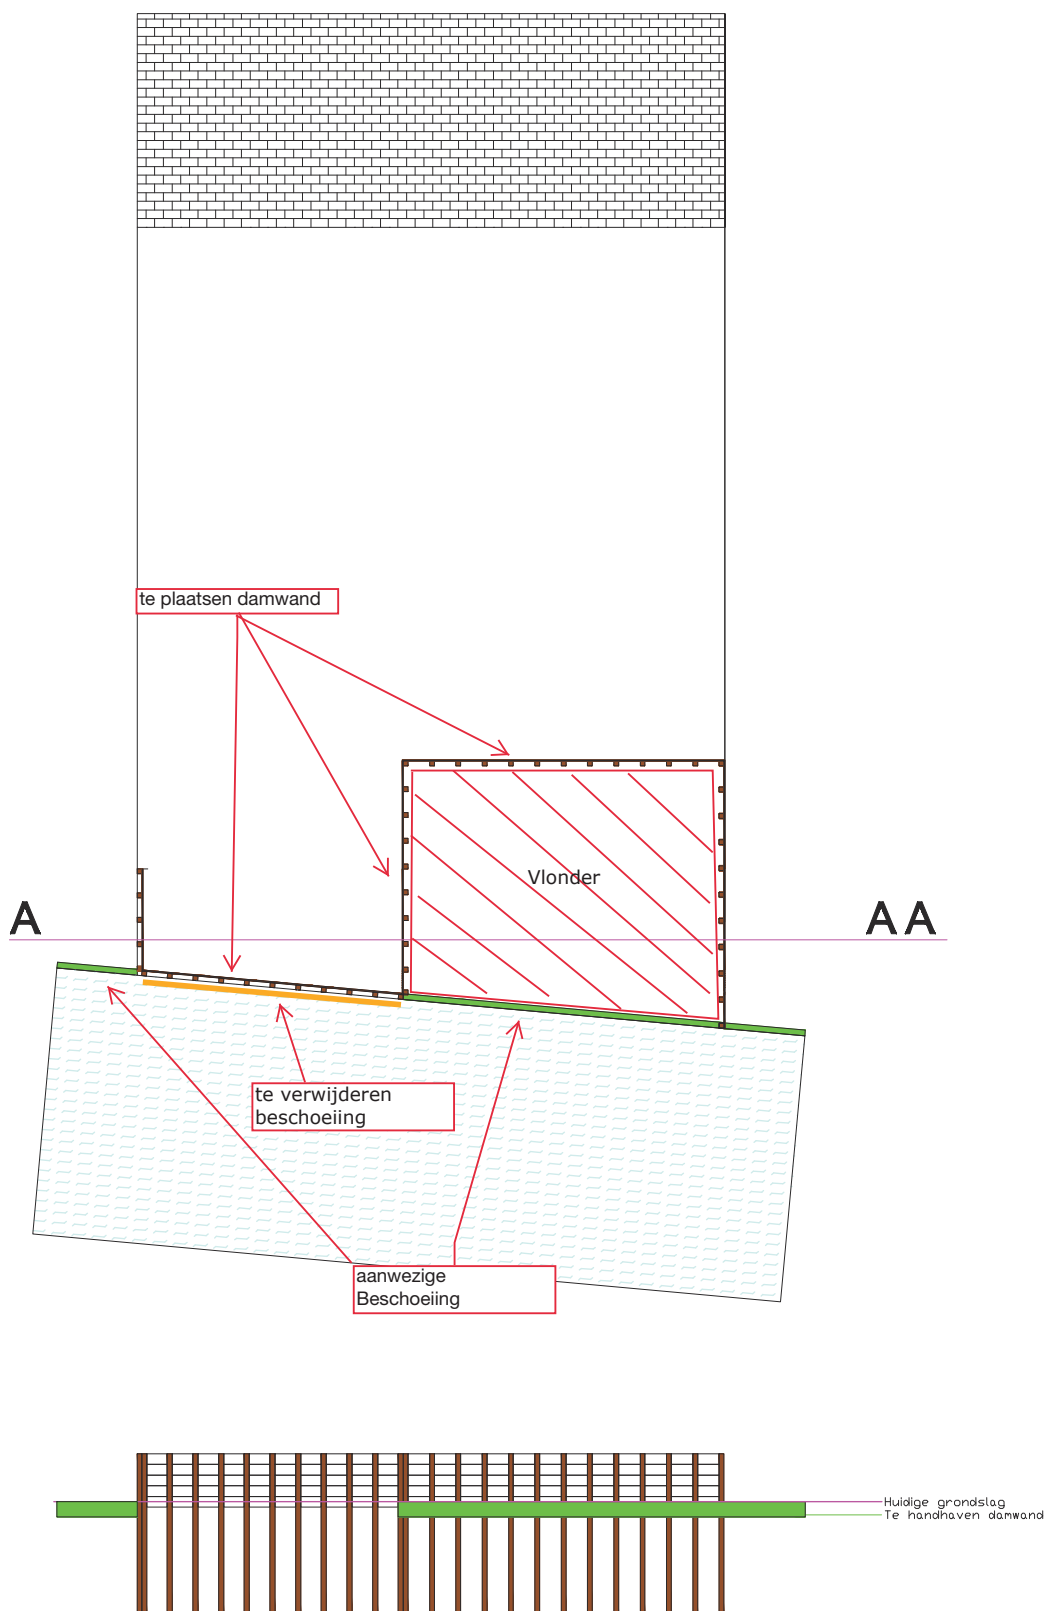 te plaatsen damwand
Vlonder
A
AA
te verwijderen
beschoeiing
aanwezige
Beschoeiing
Huidige grondslag
Te handhaven damwand